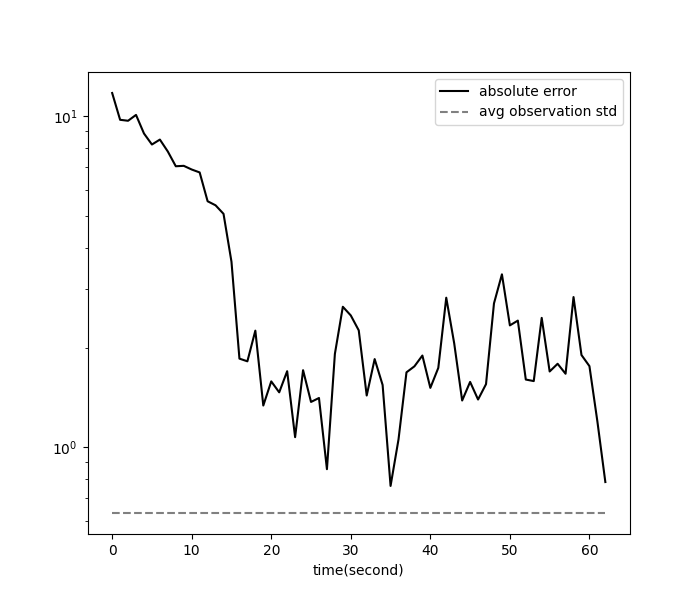 absolute error
avg observation std
10¹
10⁰
0 10 20 30 40 50 60
time(second)